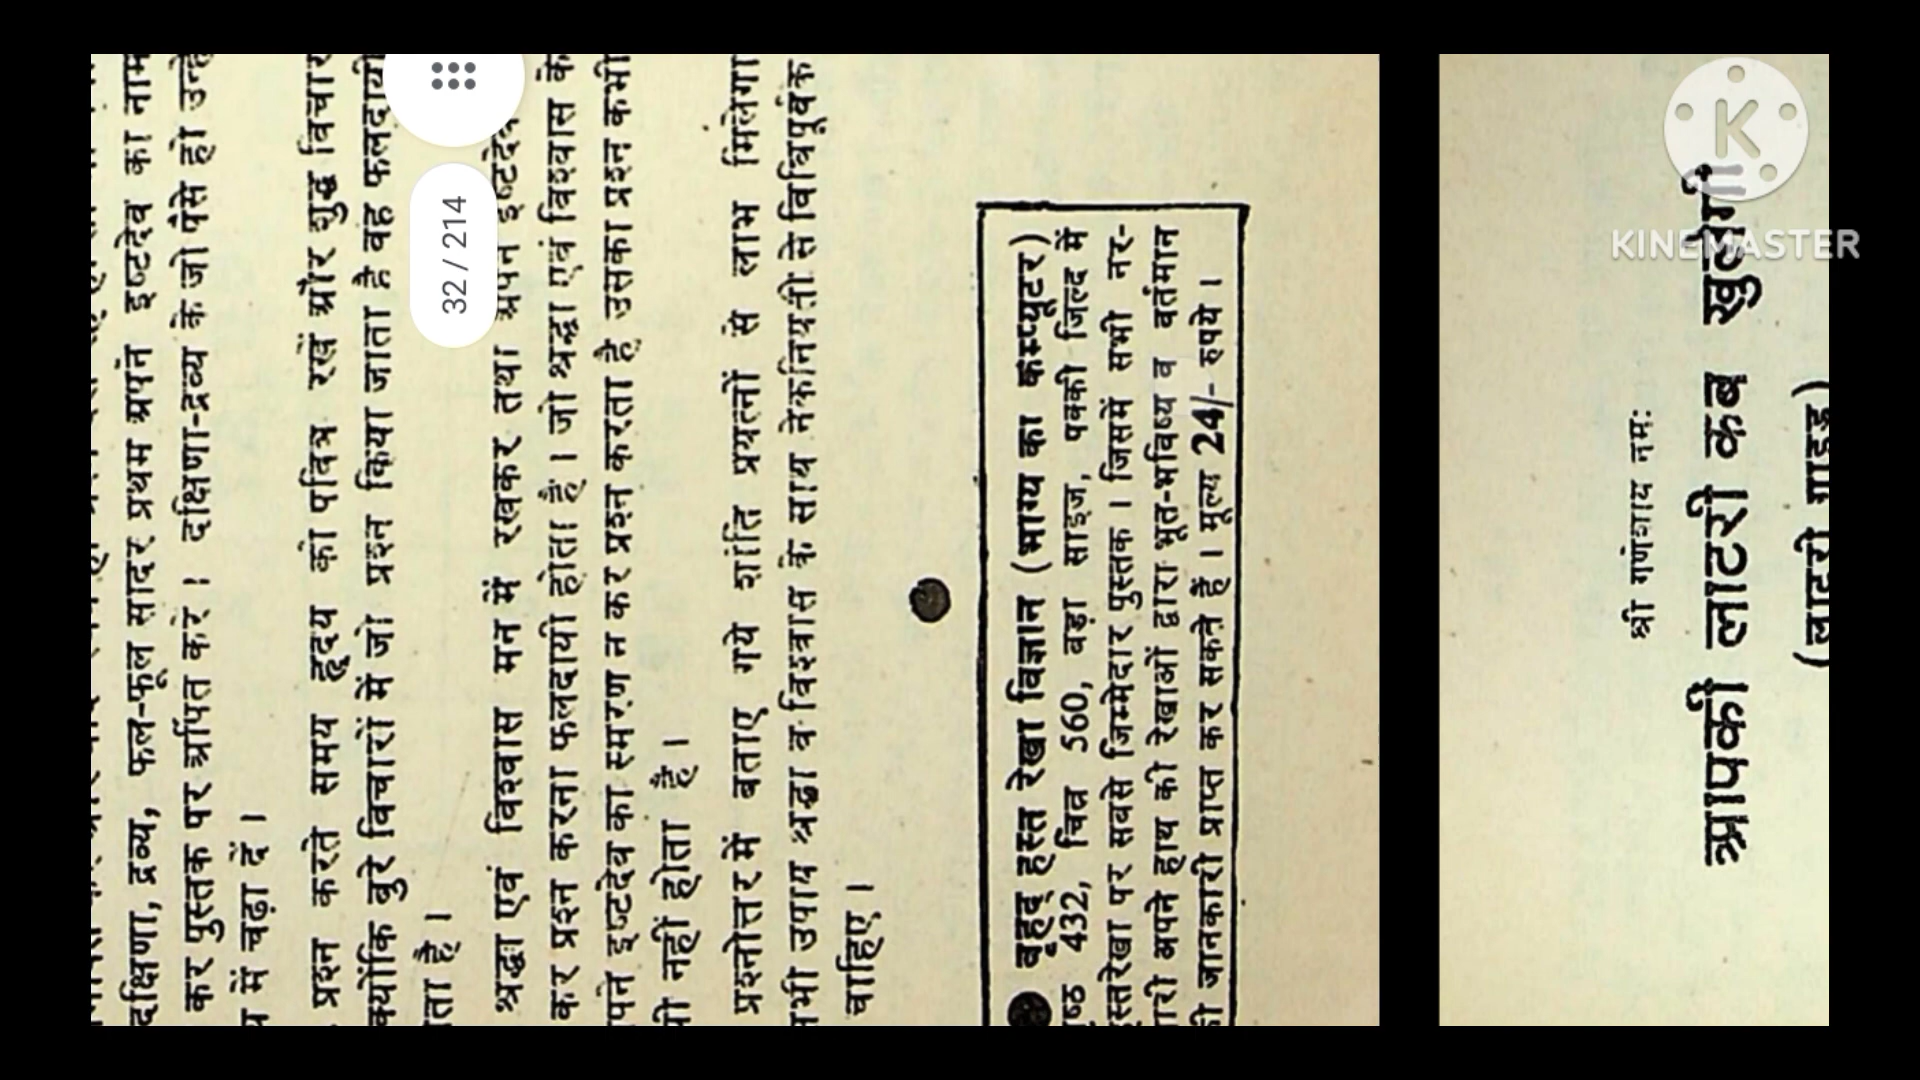 दक्षिणा, द्रव्य, फल-फूल सादर प्रथम अपने इष्टदेव का नाम
कर पुस्तक पर अर्पित करे । दक्षिणा-द्रव्य के जो पैसे हो उन्हें
में चढ़ा दें ।
प्रश्न करते समय हृदय को पवित्र रखें और शुद्ध विचार
क्योंकि बुरे विचारों में जो प्रश्न किया जाता है वह फलदायी
ता है ।
श्रद्धा एवं विश्वास मन में रखकर तथा अपने इष्टदेव
कर प्रश्न करना फलदायी होता है । जो श्रद्धा एवं विश्वास के
पने इष्टदेव का स्मरण न कर प्रश्न करता है उसका प्रश्न कभी
भी नहीं होता है ।
प्रश्नोत्तर में बताए गये शांति प्रयत्नों से लाभ मिलेगा
भी उपाय श्रद्धा व विश्वास के साथ नेकनियती से विधिपूर्वक
चाहिए ।
बृहद् हस्त रेखा विज्ञान (भाग्य का कम्प्यूटर)
ष्ठ 432, चित्र 560, बड़ा साइज, पक्की जिल्द में
हस्तरेखा पर सबसे जिम्मेदार पुस्तक । जिसमें सभी नर-
नारी अपने हाथ की रेखाओं द्वारा भूत-भविष्य व वर्तमान
की जानकारी प्राप्त कर सकते हैं । मूल्य 24/- रुपये ।
32 / 214
श्री गणेशाय नमः
आपकी लाटरी कब खुलेगी
(लाटरी गाइड)
K
KINEMASTER